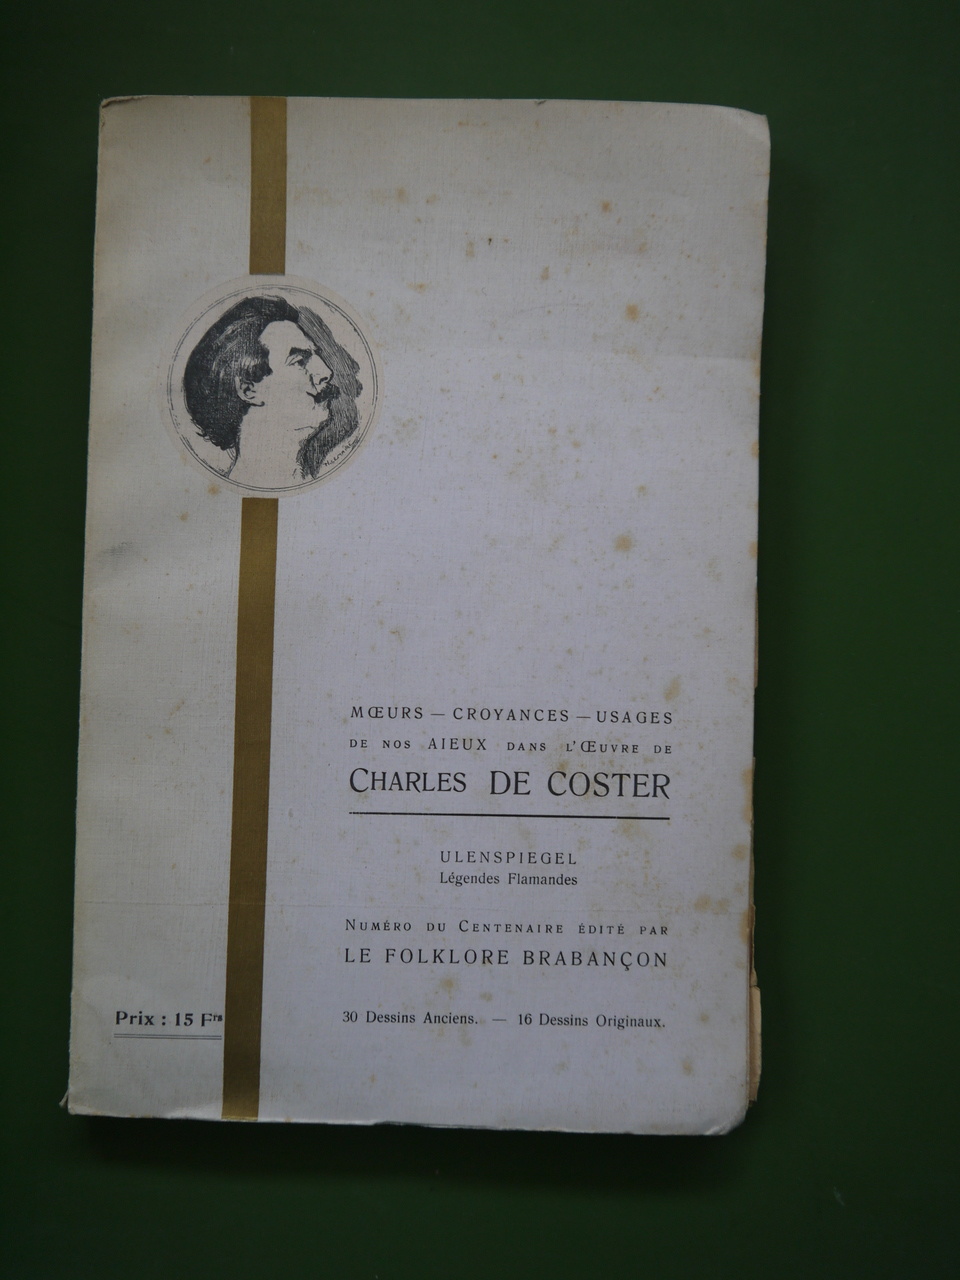 MŒURS — CROYANCES — USAGES
DE NOS AIEUX DANS L'ŒUVRE DE
CHARLES DE COSTER
ULENSPIEGEL
Légendes Flamandes
NUMÉRO DU CENTENAIRE ÉDITÉ PAR
LE FOLKLORE BRABANÇON
Prix : 15 Frs
30 Dessins Anciens. — 16 Dessins Originaux.